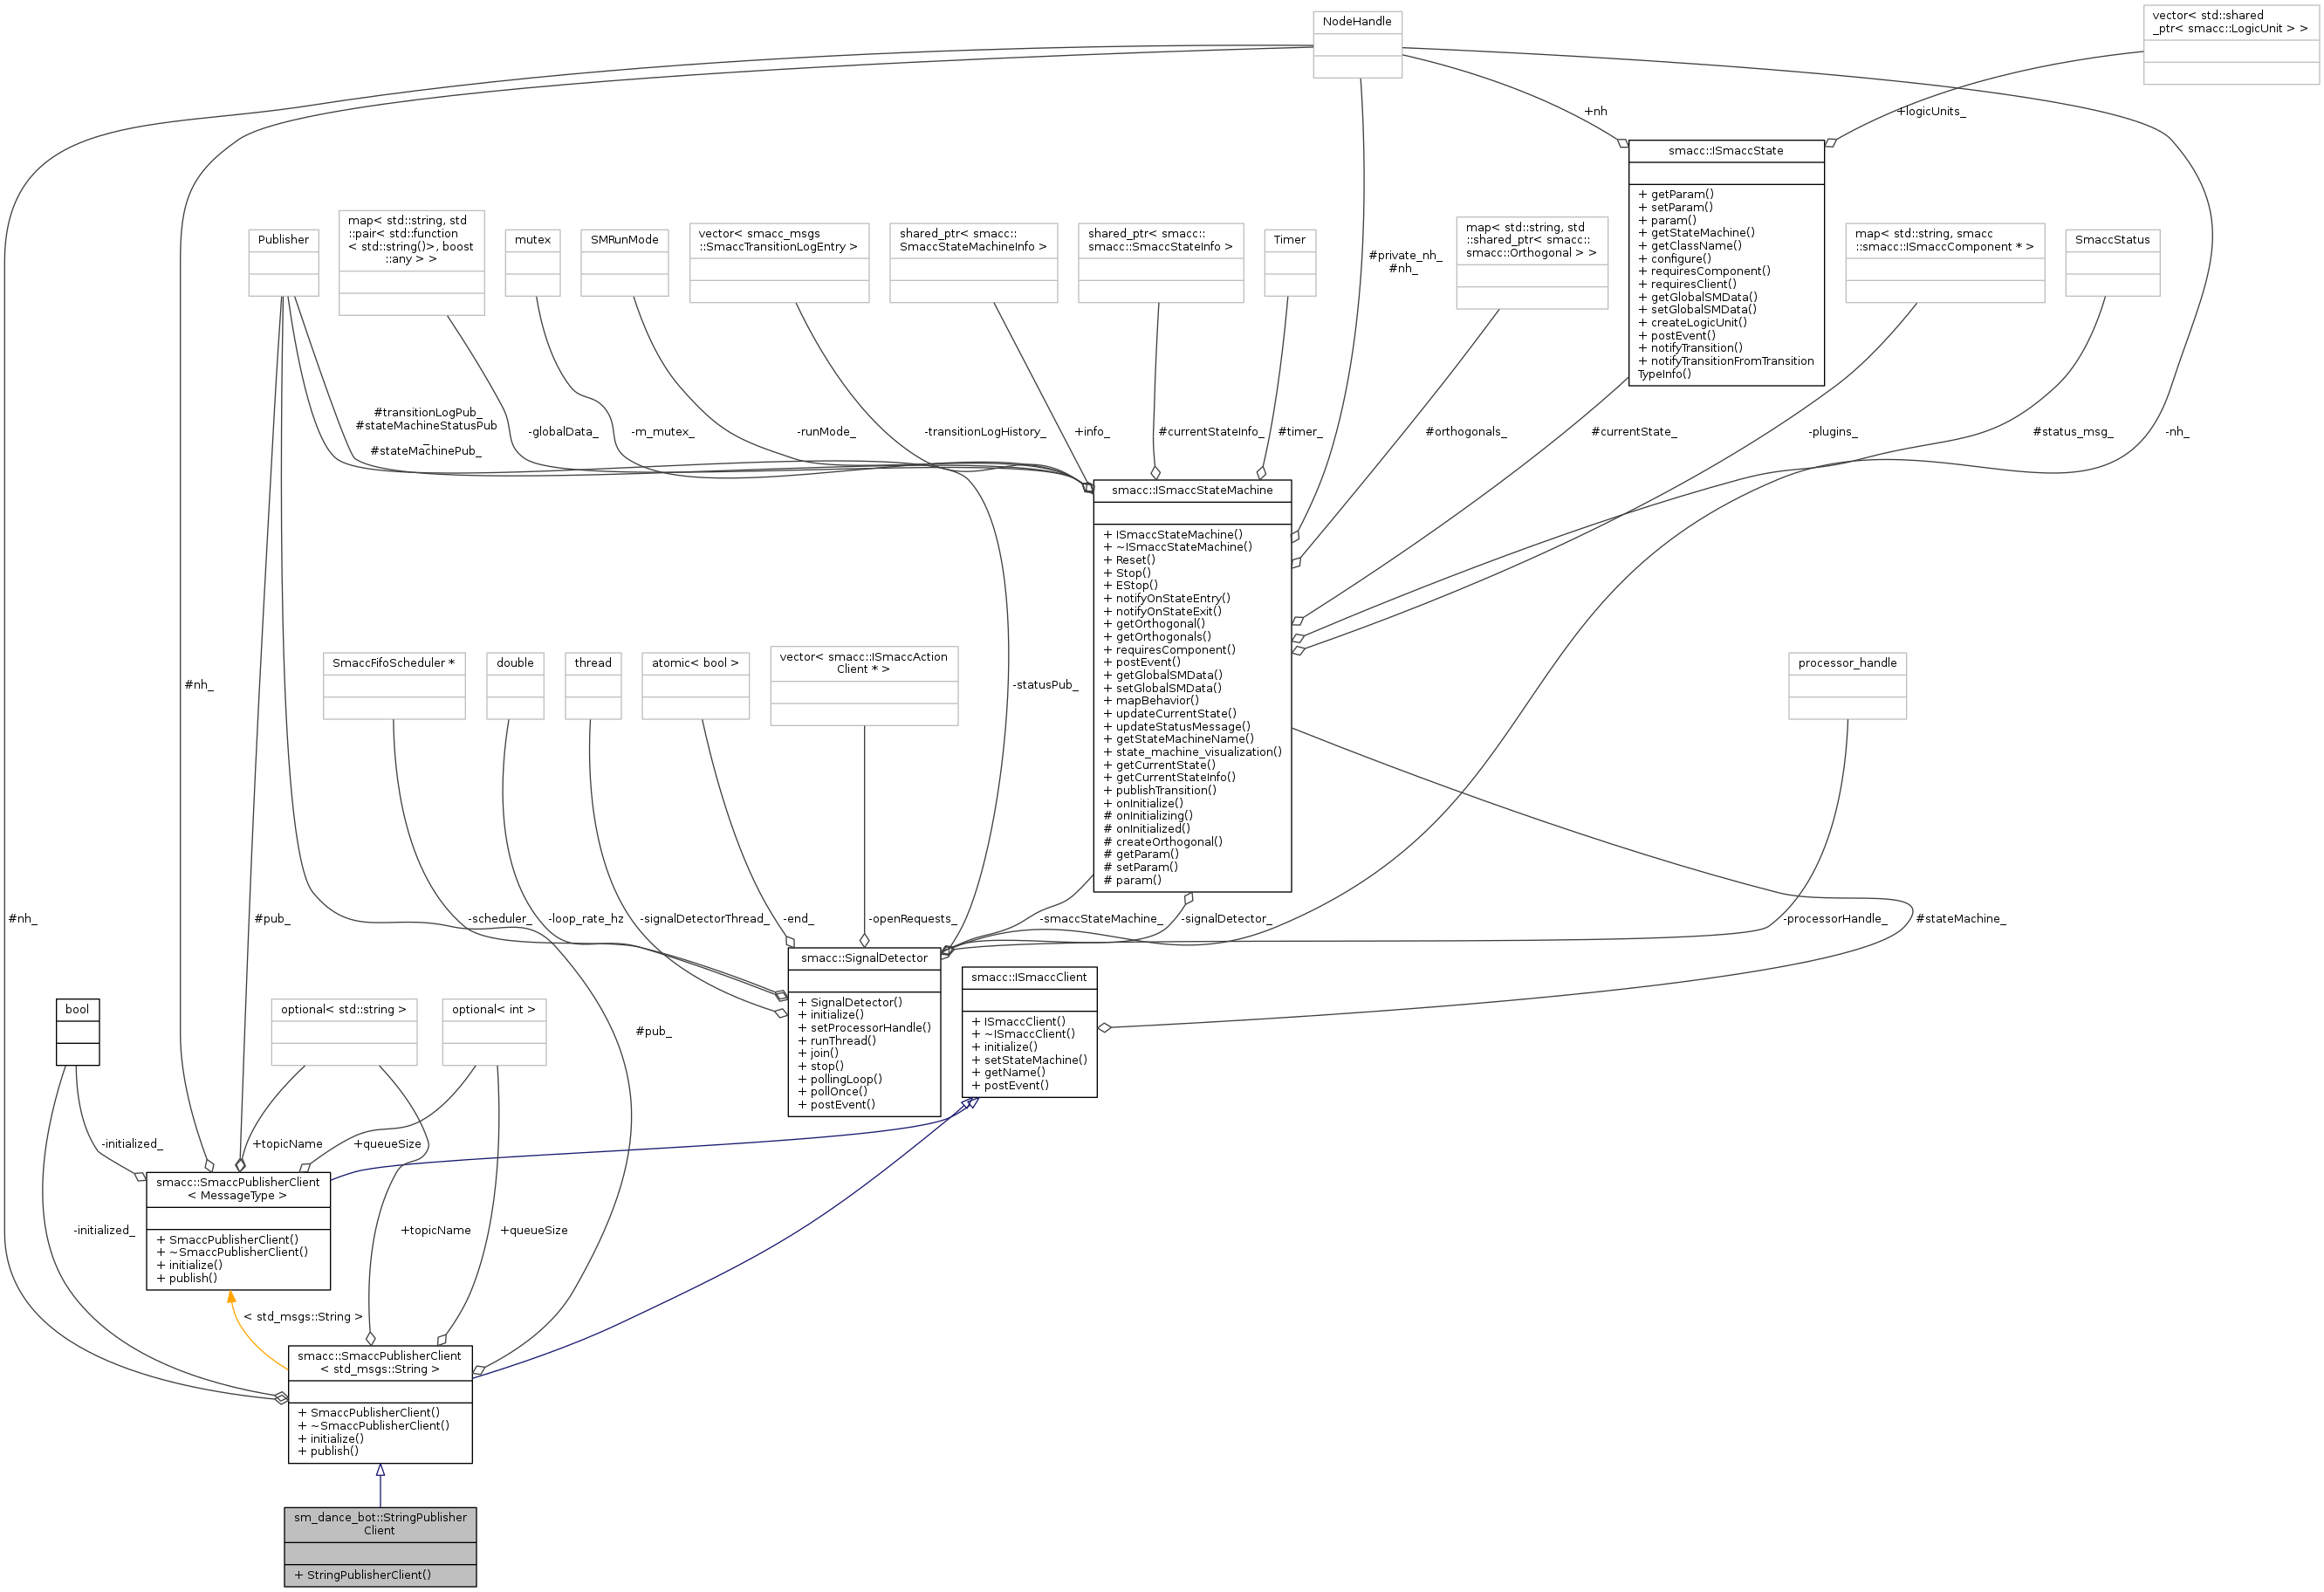 NodeHandle
vector< std::shared
_ptr< smacc::LogicUnit > >
+nh
+logicUnits_
smacc::ISmaccState
+ getParam()
+ setParam()
+ param()
+ getStateMachine()
+ getClassName()
+ configure()
+ requiresComponent()
+ requiresClient()
+ getGlobalSMData()
+ setGlobalSMData()
+ createLogicUnit()
+ postEvent()
+ notifyTransition()
+ notifyTransitionFromTransition
TypeInfo()
Publisher
map< std::string, std
::pair< std::function
< std::string()>, boost
::any > >
mutex
SMRunMode
vector< smacc_msgs
::SmaccTransitionLogEntry >
shared_ptr< smacc::
SmaccStateMachineInfo >
shared_ptr< smacc::
smacc::SmaccStateInfo >
Timer
#private_nh_
#nh_
map< std::string, std
::shared_ptr< smacc::
smacc::Orthogonal > >
map< std::string, smacc
::smacc::ISmaccComponent * >
SmaccStatus
#transitionLogPub_
#stateMachineStatusPub
_
#stateMachinePub_
-globalData_
-m_mutex_
-runMode_
-transitionLogHistory_
+info_
#currentStateInfo_
#timer_
#orthogonals_
#currentState_
-plugins_
#status_msg_
-nh_
smacc::ISmaccStateMachine
+ ISmaccStateMachine()
+ ~ISmaccStateMachine()
+ Reset()
+ Stop()
+ EStop()
+ notifyOnStateEntry()
+ notifyOnStateExit()
+ getOrthogonal()
+ getOrthogonals()
+ requiresComponent()
+ postEvent()
+ getGlobalSMData()
+ setGlobalSMData()
+ mapBehavior()
+ updateCurrentState()
+ updateStatusMessage()
+ getStateMachineName()
+ state_machine_visualization()
+ getCurrentState()
+ getCurrentStateInfo()
+ publishTransition()
+ onInitialize()
# onInitializing()
# onInitialized()
# createOrthogonal()
# getParam()
# setParam()
# param()
SmaccFifoScheduler *
double
thread
atomic< bool >
vector< smacc::ISmaccAction
Client * >
processor_handle
#nh_
-statusPub_
#nh_
#pub_
-scheduler_
-loop_rate_hz
-signalDetectorThread_
-end_
-openRequests_
-smaccStateMachine_
-signalDetector_
-processorHandle_
#stateMachine_
smacc::SignalDetector
+ SignalDetector()
+ initialize()
+ setProcessorHandle()
+ runThread()
+ join()
+ stop()
+ pollingLoop()
+ pollOnce()
+ postEvent()
smacc::ISmaccClient
+ ISmaccClient()
+ ~ISmaccClient()
+ initialize()
+ setStateMachine()
+ getName()
+ postEvent()
bool
optional< std::string >
optional< int >
#pub_
-initialized_
+topicName
+queueSize
smacc::SmaccPublisherClient
< MessageType >
+ SmaccPublisherClient()
+ ~SmaccPublisherClient()
+ initialize()
+ publish()
-initialized_
+topicName
+queueSize
< std_msgs::String >
smacc::SmaccPublisherClient
< std_msgs::String >
+ SmaccPublisherClient()
+ ~SmaccPublisherClient()
+ initialize()
+ publish()
sm_dance_bot::StringPublisher
Client
+ StringPublisherClient()